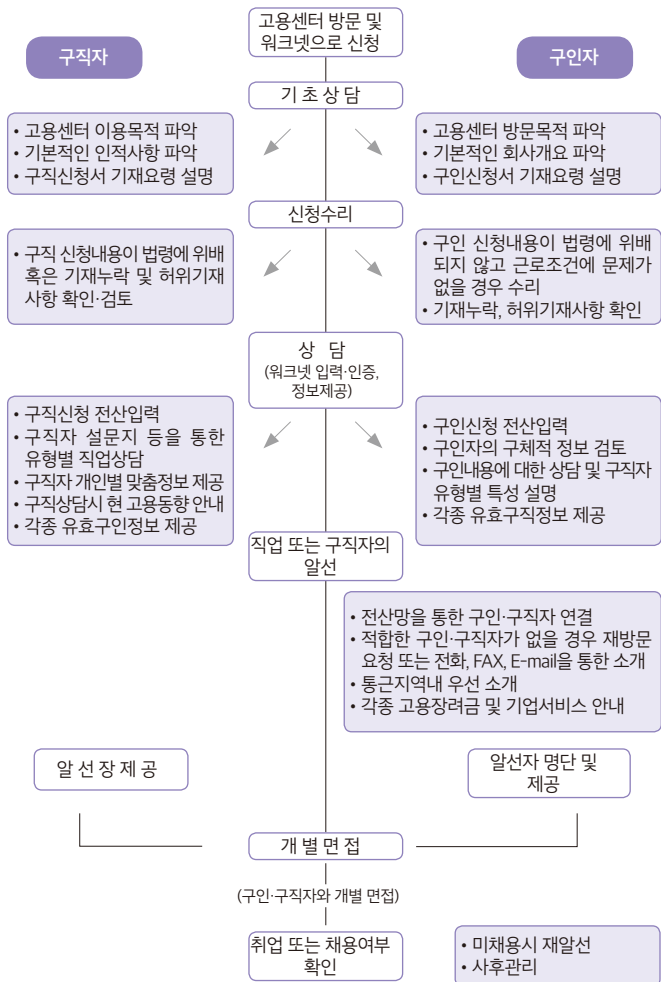 고용센터 방문 및
워크넷으로 신청
구직자
구인자
기초상담
• 고용센터 이용목적 파악
• 기본적인 인적사항 파악
• 구직신청서 기재요령 설명
• 고용센터 방문목적 파악
• 기본적인 회사개요 파악
• 구인신청서 기재요령 설명
신청수리
• 구직 신청내용이 법령에 위배
혹은 기재누락 및 허위기재
사항 확인·검토
• 구인 신청내용이 법령에 위배
되지 않고 근로조건에 문제가
없을 경우 수리
• 기재누락, 허위기재사항 확인
상 담
(워크넷 입력·인증,
정보제공)
• 구직신청 전산입력
• 구직자 설문지 등을 통한
유형별 직업상담
• 구직자 개인별 맞춤정보 제공
• 구직상담시 현 고용동향 안내
• 각종 유효구인정보 제공
• 구인신청 전산입력
• 구인자의 구체적 정보 검토
• 구인내용에 대한 상담 및 구직자
유형별 특성 설명
• 각종 유효구직정보 제공
직업 또는 구직자의
알선
• 전산망을 통한 구인·구직자 연결
• 적합한 구인·구직자가 없을 경우 재방문
요청 또는 전화, FAX, E-mail을 통한 소개
• 통근지역내 우선 소개
• 각종 고용장려금 및 기업서비스 안내
알선장제공
알선자 명단 및
제공
개별면접
(구인·구직자와 개별 면접)
취업 또는 채용여부
확인
• 미채용시 재알선
• 사후관리